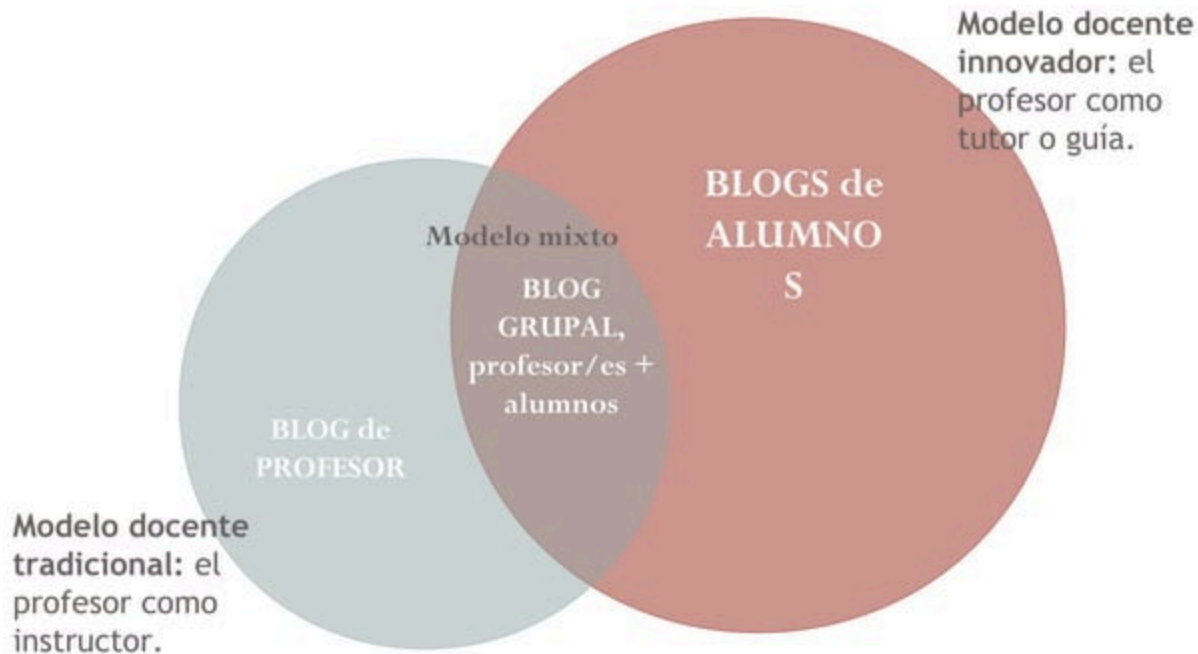 Modelo docente
innovador: el
profesor como
tutor o guía.
BLOGS de
ALUMNO
S
Modelo mixto
BLOG
GRUPAL,
profesor/es +
alumnos
BLOG de
PROFESOR
Modelo docente
tradicional: el
profesor como
instructor.